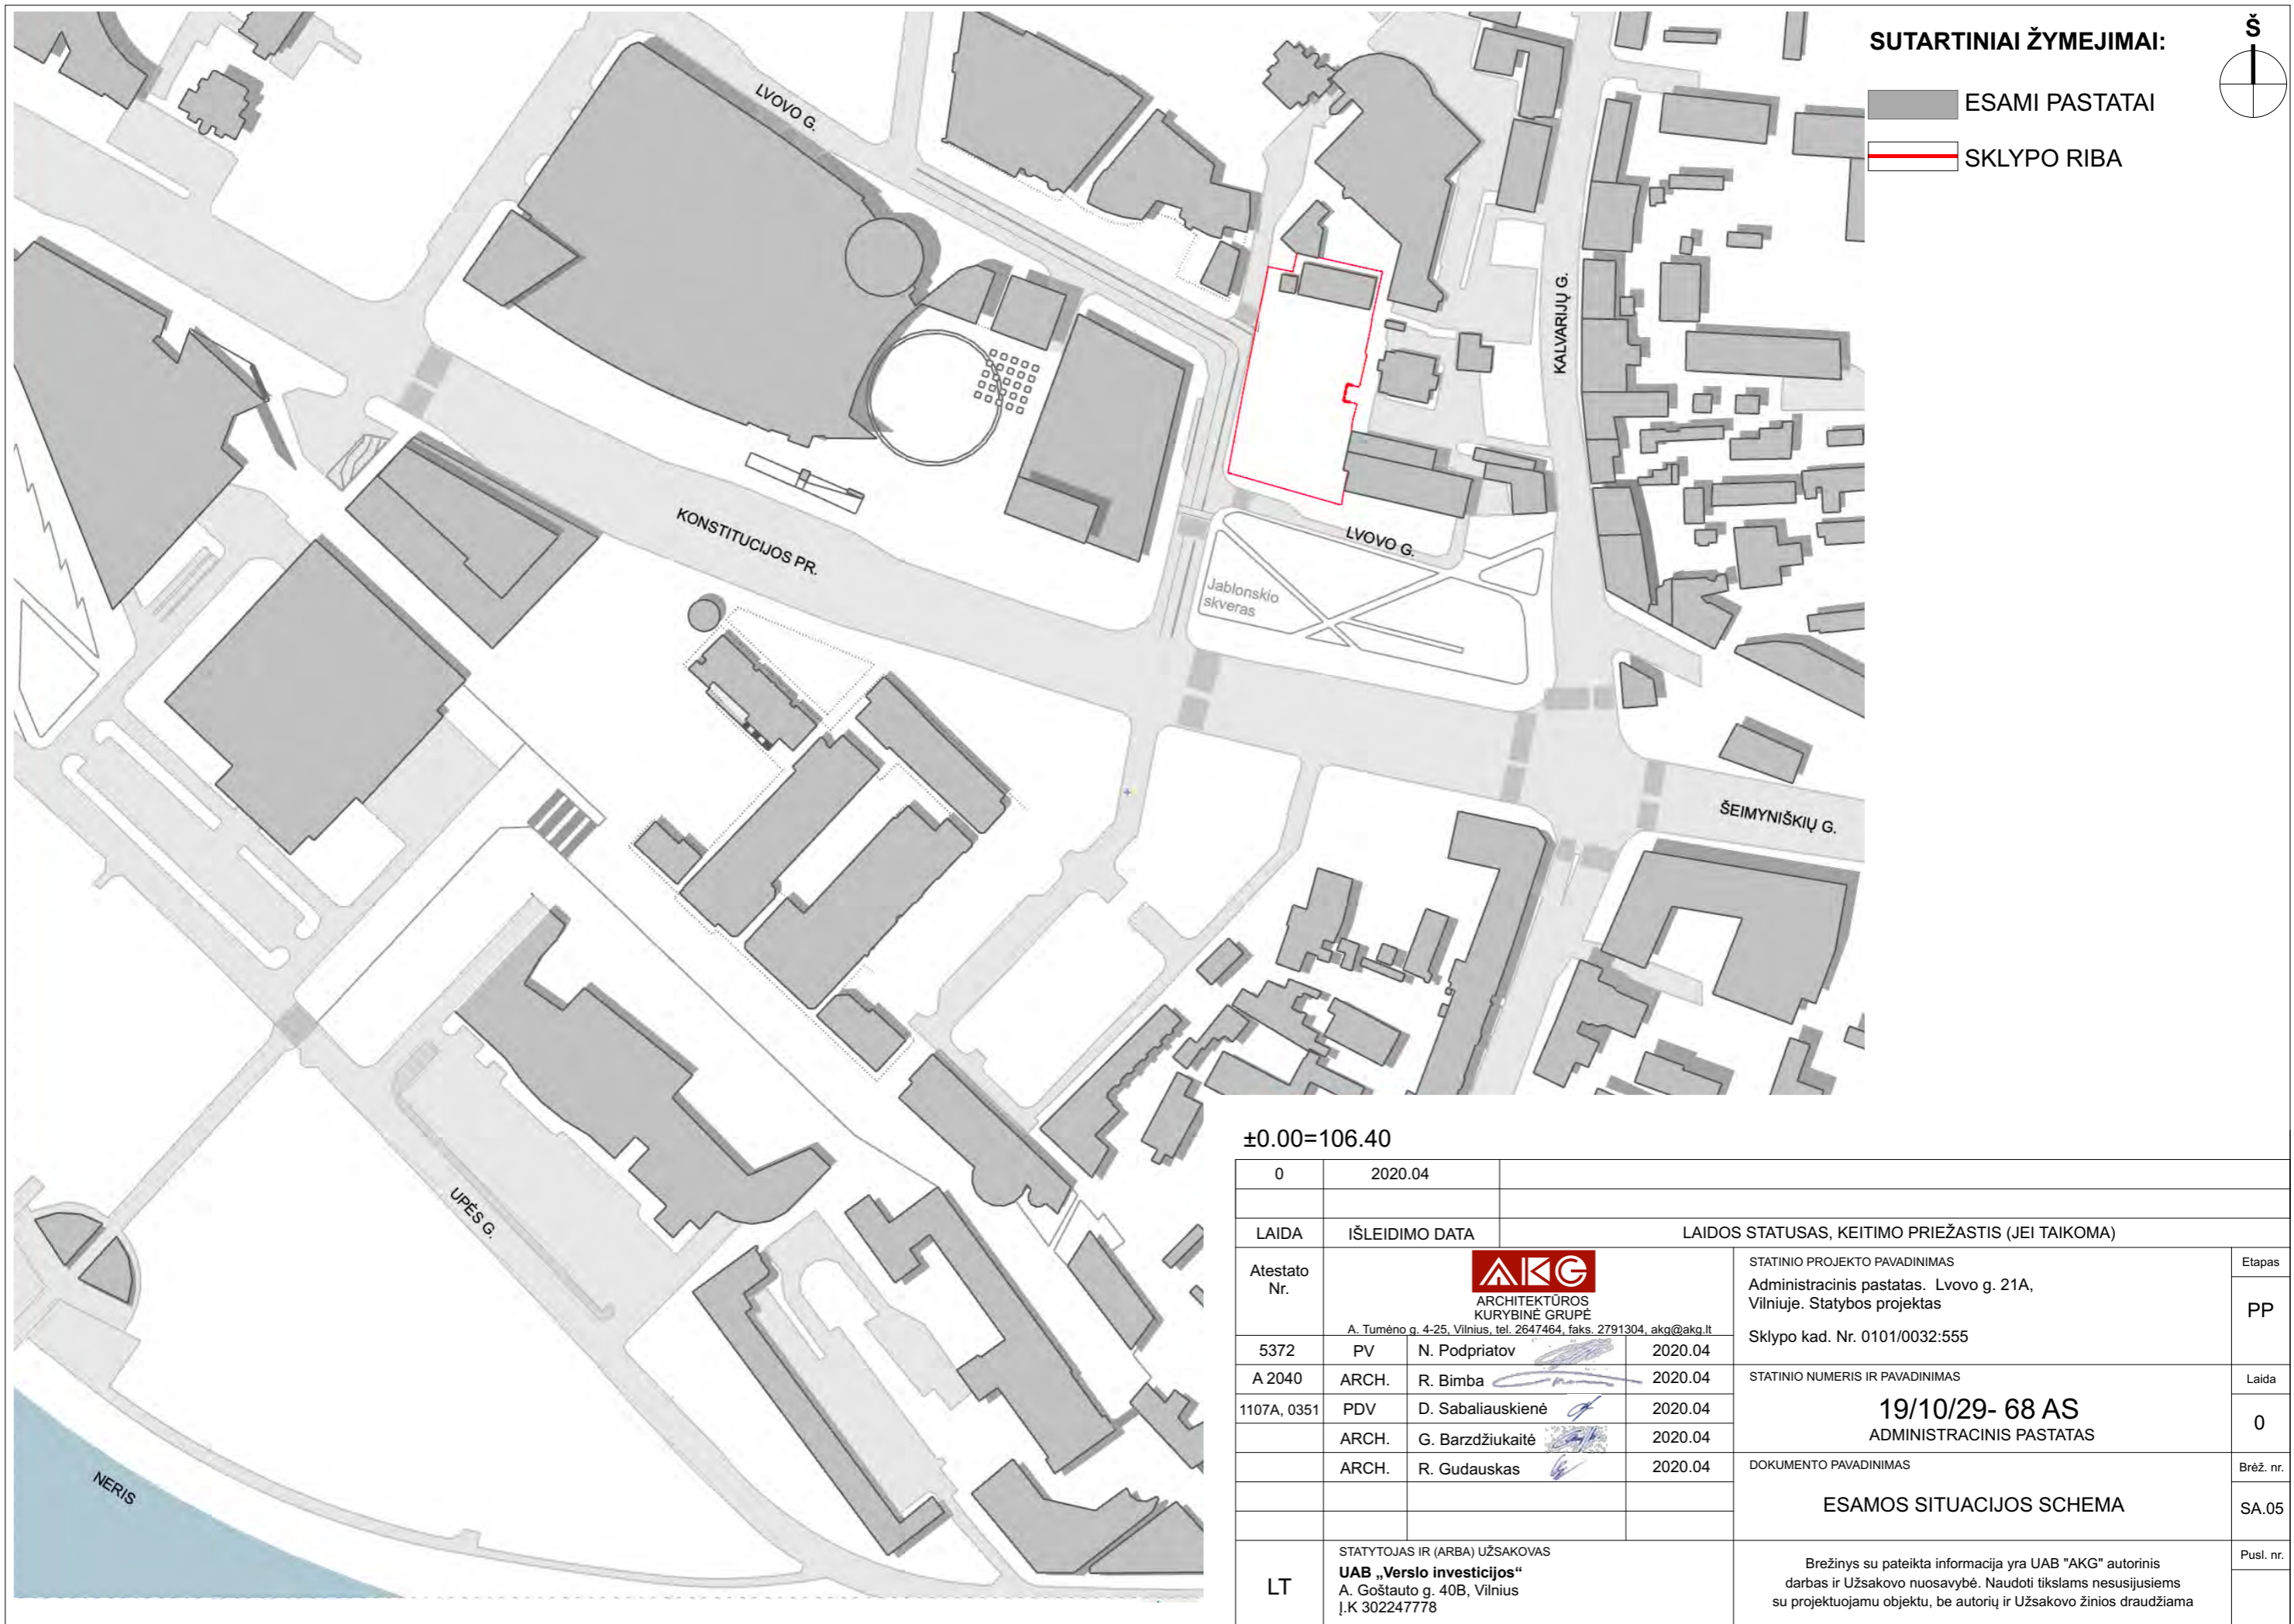 SUTARTINIAI ŽYMEJIMAI:
Š
ESAMI PASTATAI
SKLYPO RIBA
LVOVO G.
KALVARIJŲ G.
KONSTITUCIJOS PR.
LVOVO G.
Jablonskio
skveras
ŠEIMYNIŠKIŲ G.
UPĖS G.
NERIS
±0.00=106.40
0 2020.04
LAIDA IŠLEIDIMO DATA LAIDOS STATUSAS, KEITIMO PRIEŽASTIS (JEI TAIKOMA)
Atestato
Nr.
AKG
ARCHITEKTŪROS
KURYBINĖ GRUPĖ
A. Tumėno g. 4-25, Vilnius, tel. 2647464, faks. 2791304, akg@akg.lt
STATINIO PROJEKTO PAVADINIMAS
Administracinis pastatas. Lvovo g. 21A,
Vilniuje. Statybos projektas
Sklypo kad. Nr. 0101/0032:555
Etapas
PP
5372 PV N. Podpriatov 2020.04
A 2040 ARCH. R. Bimba 2020.04
1107A, 0351 PDV D. Sabaliauskienė 2020.04
ARCH. G. Barzdžiukaitė 2020.04
ARCH. R. Gudauskas 2020.04
STATINIO NUMERIS IR PAVADINIMAS
19/10/29- 68 AS
ADMINISTRACINIS PASTATAS
Laida
0
DOKUMENTO PAVADINIMAS
ESAMOS SITUACIJOS SCHEMA
Brėž. nr.
SA.05
LT
STATYTOJAS IR (ARBA) UŽSAKOVAS
UAB „Verslo investicijos“
A. Goštauto g. 40B, Vilnius
Į.K 302247778
Brežinys su pateikta informacija yra UAB "AKG" autorinis
darbas ir Užsakovo nuosavybė. Naudoti tikslams nesusijusiems
su projektuojamu objektu, be autorių ir Užsakovo žinios draudžiama
Pusl. nr.